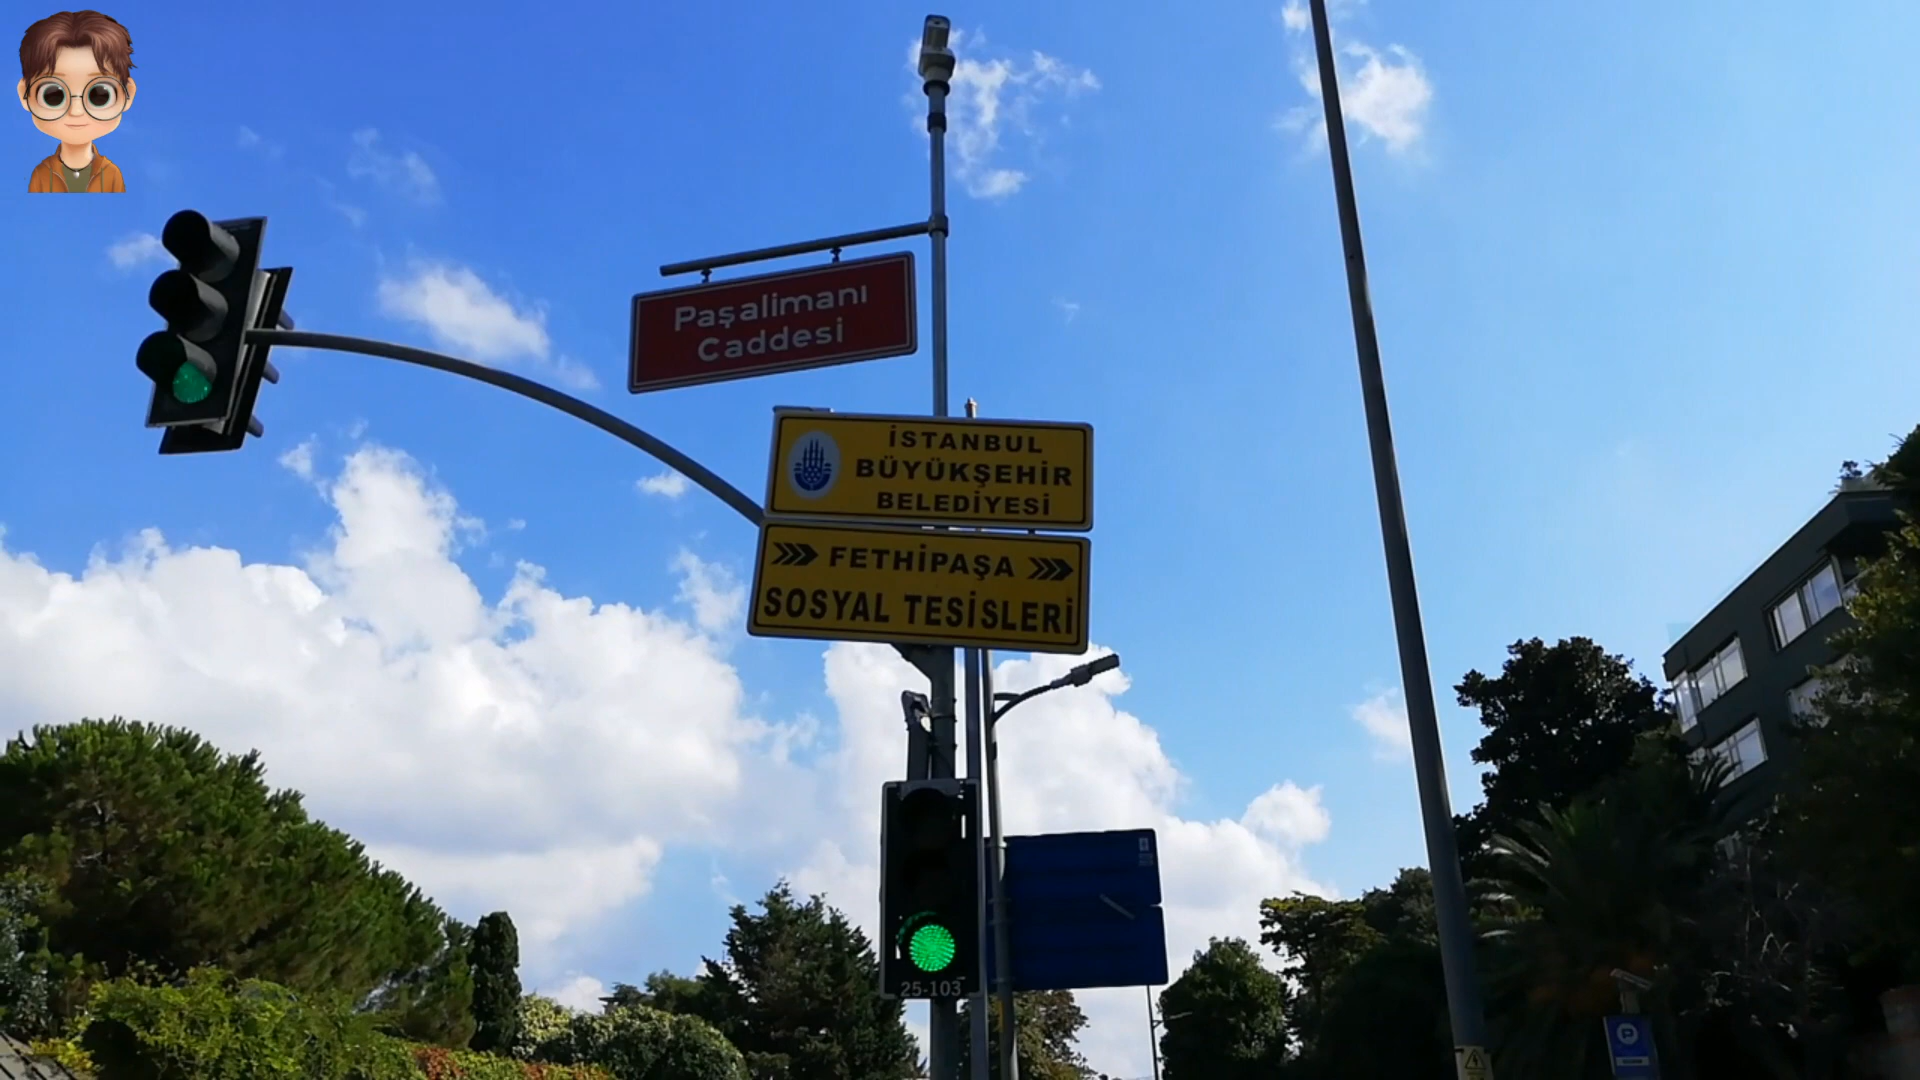 Paşalimanı
Caddesi
İSTANBUL
BÜYÜKŞEHİR
BELEDİYESİ
FETHİPAŞA
SOSYAL TESİSLERİ
25-103
P